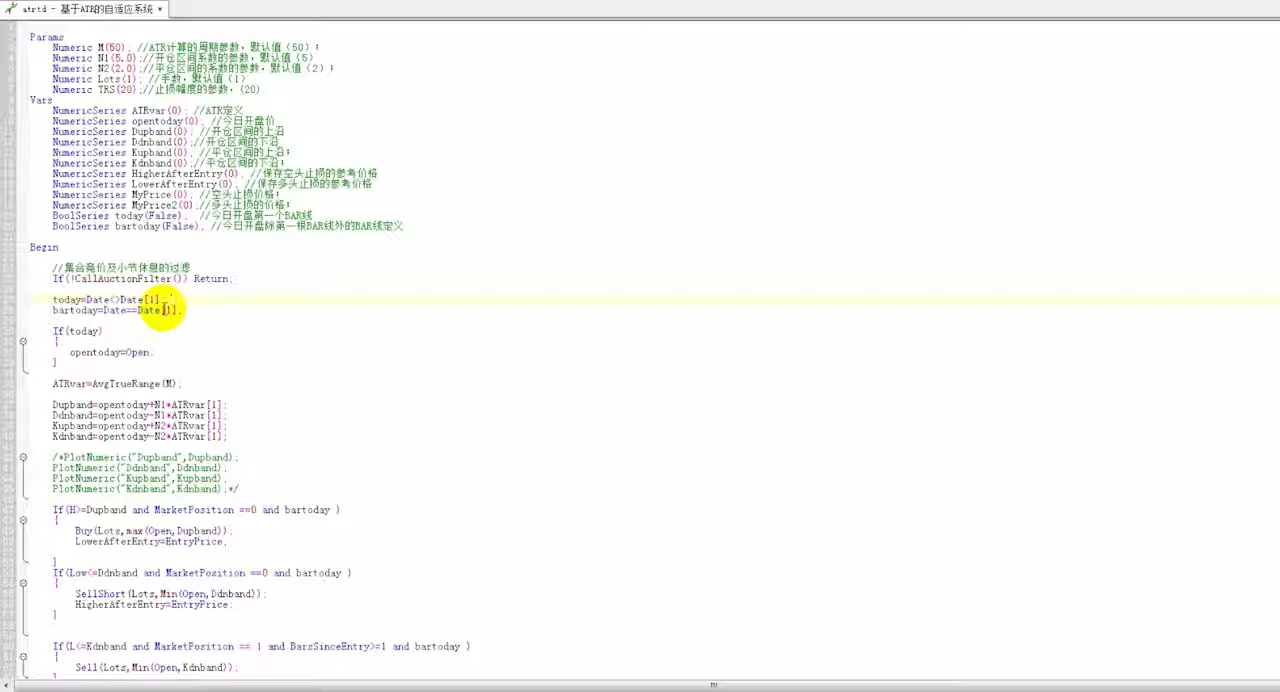 atrtd - 基于ATR的自适应系统
Params
Numeric M(50); //ATR计算的周期参数，默认值（50）；
Numeric N1(5.0);//开仓区间系数的参数，默认值（5）
Numeric N2(2.0);//平仓区间的系数的参数，默认值（2）；
Numeric Lots(1); //手数，默认值（1）
Numeric TRS(20);//止损幅度的参数，(20)
Vars
NumericSeries ATRvar(0); //ATR定义
NumericSeries opentoday(0); //今日开盘价
NumericSeries Dupband(0); //开仓区间的上沿
NumericSeries Ddnband(0);//开仓区间的下沿
NumericSeries Kupband(0); //平仓区间的上沿；
NumericSeries Kdnband(0);//平仓区间的下沿；
NumericSeries HigherAfterEntry(0); //保存空头止损的参考价格
NumericSeries LowerAfterEntry(0); //保存多头止损的参考价格
NumericSeries MyPrice(0); //空头止损价格；
NumericSeries MyPrice2(0);//多头止损的价格；
BoolSeries today(False); //今日开盘第一个BAR线
BoolSeries bartoday(False); //今日开盘除第一根BAR线外的BAR线定义
Begin
//集合竞价及小节休息的过滤
If(!CallAuctionFilter()) Return;
today=Date<>Date[1];
bartoday=Date==Date[1];
If(today)
{
opentoday=Open;
}
ATRvar=AvgTrueRange(M);
Dupband=opentoday+N1*ATRvar[1];
Ddnband=opentoday-N1*ATRvar[1];
Kupband=opentoday+N2*ATRvar[1];
Kdnband=opentoday-N2*ATRvar[1];
/*PlotNumeric("Dupband",Dupband);
PlotNumeric("Ddnband",Ddnband);
PlotNumeric("Kupband",Kupband);
PlotNumeric("Kdnband",Kdnband);*/
If(H>=Dupband and MarketPosition ==0 and bartoday )
{
Buy(Lots,max(Open,Dupband));
LowerAfterEntry=EntryPrice;
}
If(Low<=Ddnband and MarketPosition ==0 and bartoday )
{
SellShort(Lots,Min(Open,Ddnband));
HigherAfterEntry=EntryPrice;
}
If(L<=Kdnband and MarketPosition == 1 and BarsSinceEntry>=1 and bartoday )
{
Sell(Lots,Min(Open,Kdnband));
}